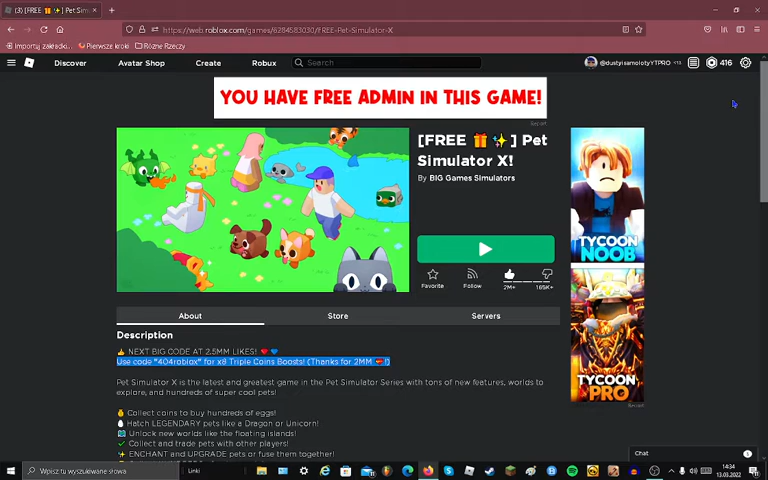 (3) [FREE 🎁✨] Pet Sim
https://web.roblox.com/games/6284583030/FREE-Pet-Simulator-X
Importuj zakładki...
Pierwsze kroki
Różne Rzeczy
Discover
Avatar Shop
Create
Robux
Search
@dustyisamolotyYTPRO
<13
416
YOU HAVE FREE ADMIN IN THIS GAME!
[FREE 🎁✨] Pet
Simulator X!
By BIG Games Simulators
Favorite
Follow
2M+
165K+
TYCOON
NOOB
TYCOON
PRO
About
Store
Servers
Description
👍 NEXT BIG CODE AT 2.5MM LIKES! ❤️💙
Use code "404roblox" for x8 Triple Coins Boosts! (Thanks for 2MM ❤️!)
Pet Simulator X is the latest and greatest game in the Pet Simulator Series with tons of new features, worlds to
explore, and hundreds of super cool pets!
💰 Collect coins to buy hundreds of eggs!
🥚 Hatch LEGENDARY pets like a Dragon or Unicorn!
🗺️ Unlock new worlds like the floating islands!
✅ Collect and trade pets with other players!
✨ ENCHANT and UPGRADE pets or fuse them together!
Chat
Wpisz tu wyszukiwane słowa
Linki
14:34
13.03.2022